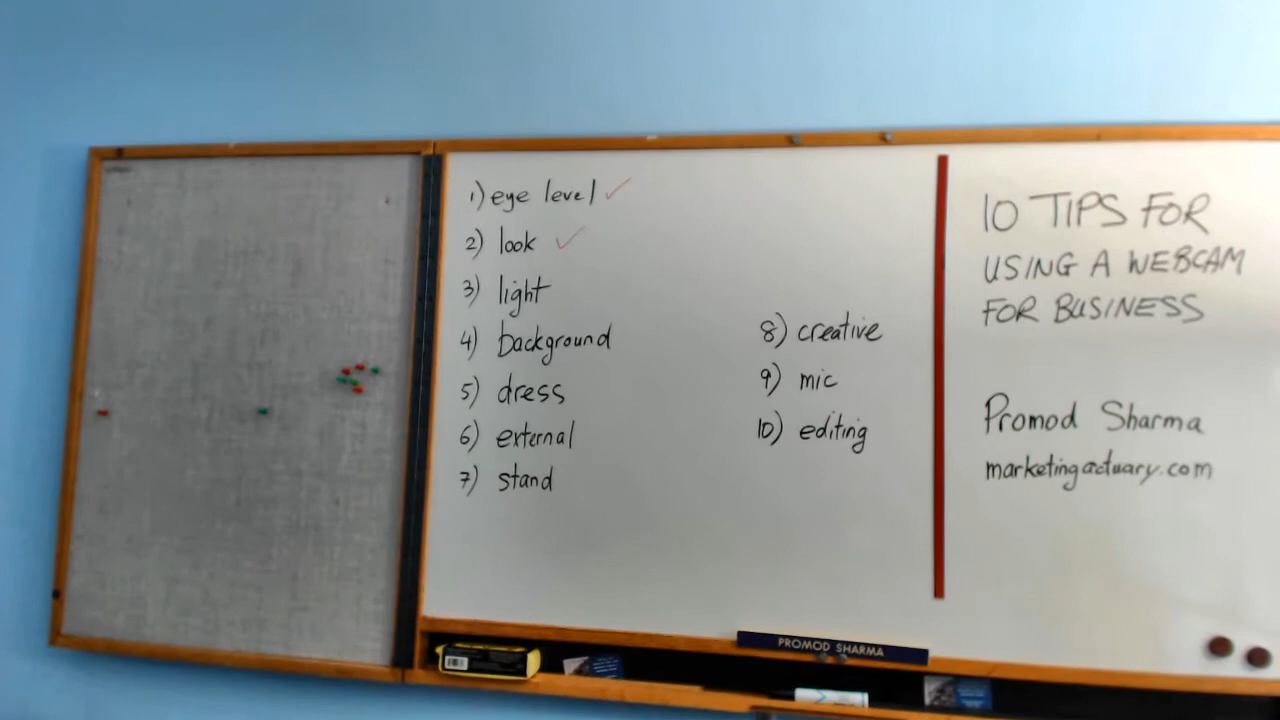 1) eye level ✓
2) look ✓
3) light
4) background
5) dress
6) external
7) stand
8) creative
9) mic
10) editing
10 TIPS FOR
USING A WEBCAM
FOR BUSINESS
Promod Sharma
marketingactuary.com
PROMOD SHARMA